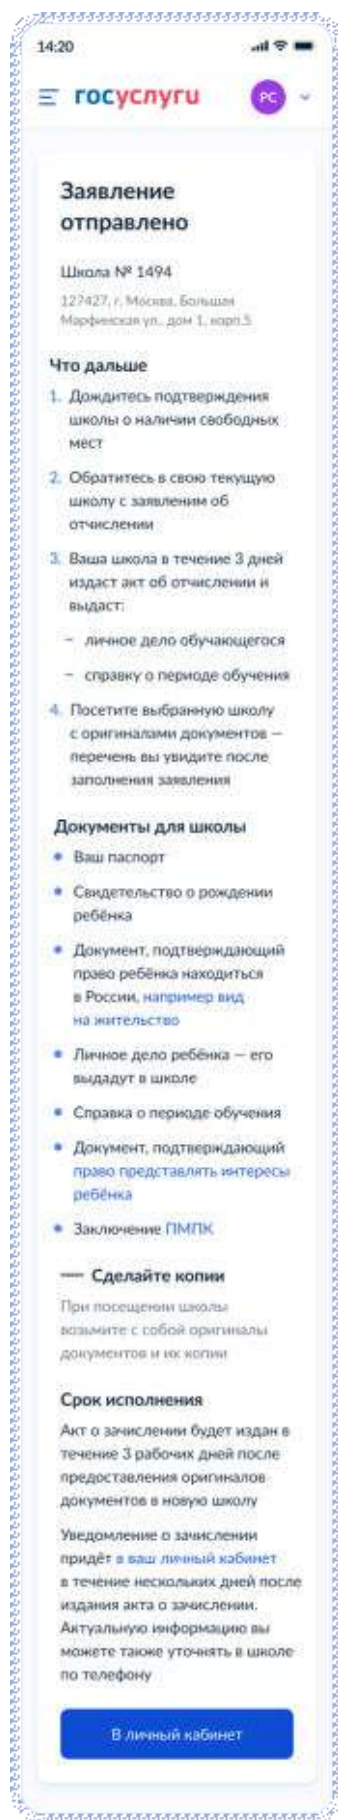 14:20
госуслуги
РС
Заявление
отправлено
Школа № 1494
127427, г. Москва, Большая
Марфинская ул., дом 1, корп.5
Что дальше
1. Дождитесь подтверждения
школы о наличии свободных
мест
2. Обратитесь в свою текущую
школу с заявлением об
отчислении
3. Ваша школа в течение 3 дней
издаст акт об отчислении и
выдаст:
– личное дело обучающегося
– справку о периоде обучения
4. Посетите выбранную школу
с оригиналами документов —
перечень вы увидите после
заполнения заявления
Документы для школы
• Ваш паспорт
• Свидетельство о рождении
ребёнка
• Документ, подтверждающий
право ребёнка находиться
в России, например вид
на жительство
• Личное дело ребёнка — его
выдадут в школе
• Справка о периоде обучения
• Документ, подтверждающий
право представлять интересы
ребёнка
• Заключение ПМПК
— Сделайте копии
При посещении школы
возьмите с собой оригиналы
документов и их копии
Срок исполнения
Акт о зачислении будет издан в
течение 3 рабочих дней после
предоставления оригиналов
документов в новую школу
Уведомление о зачислении
придёт в ваш личный кабинет
в течение нескольких дней после
издания акта о зачислении.
Актуальную информацию вы
можете также уточнять в школе
по телефону
В личный кабинет